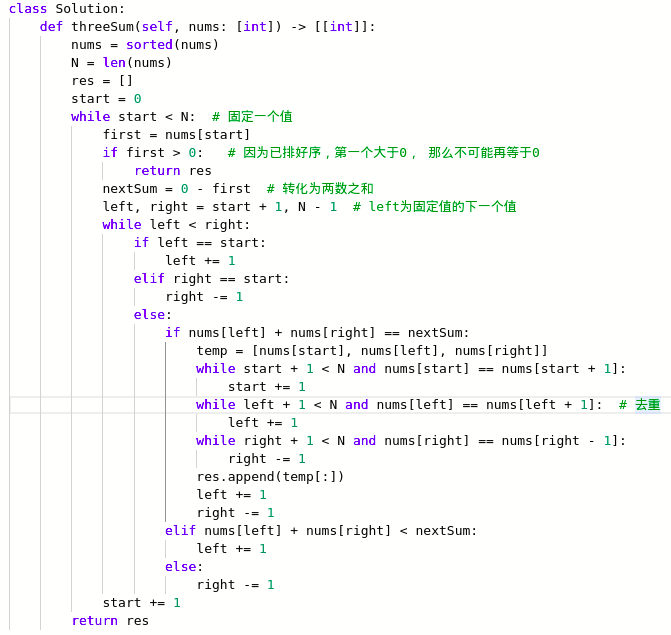 class Solution:
    def threeSum(self, nums: [int]) -> [[int]]:
        nums = sorted(nums)
        N = len(nums)
        res = []
        start = 0
        while start < N:  # 固定一个值
            first = nums[start]
            if first > 0:   # 因为已排好序，第一个大于0， 那么不可能再等于0
                return res
            nextSum = 0 - first  # 转化为两数之和
            left, right = start + 1, N - 1  # left为固定值的下一个值
            while left < right:
                if left == start:
                    left += 1
                elif right == start:
                    right -= 1
                else:
                    if nums[left] + nums[right] == nextSum:
                        temp = [nums[start], nums[left], nums[right]]
                        while start + 1 < N and nums[start] == nums[start + 1]:
                            start += 1
                        while left + 1 < N and nums[left] == nums[left + 1]:  # 去重
                            left += 1
                        while right + 1 < N and nums[right] == nums[right - 1]:
                            right -= 1
                        res.append(temp[:])
                        left += 1
                        right -= 1
                    elif nums[left] + nums[right] < nextSum:
                        left += 1
                    else:
                        right -= 1
            start += 1
        return res